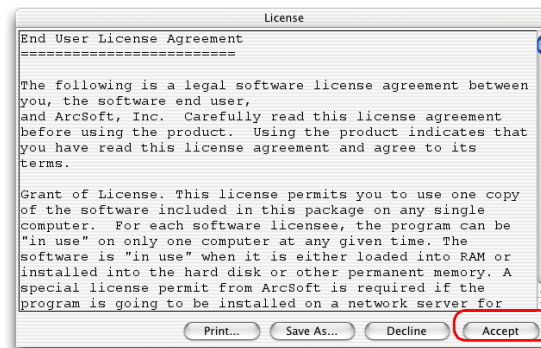 License
End User License Agreement
=========================
The following is a legal software license agreement between
you, the software end user,
and ArcSoft, Inc.  Carefully read this license agreement
before using the product.  Using the product indicates that
you have read this license agreement and agree to its
terms.
Grant of License. This license permits you to use one copy
of the software included in this package on any single
computer.  For each software licensee, the program can be
"in use" on only one computer at any given time. The
software is "in use" when it is either loaded into RAM or
installed into the hard disk or other permanent memory. A
special license permit from ArcSoft is required if the
program is going to be installed on a network server for
Print... Save As... Decline Accept